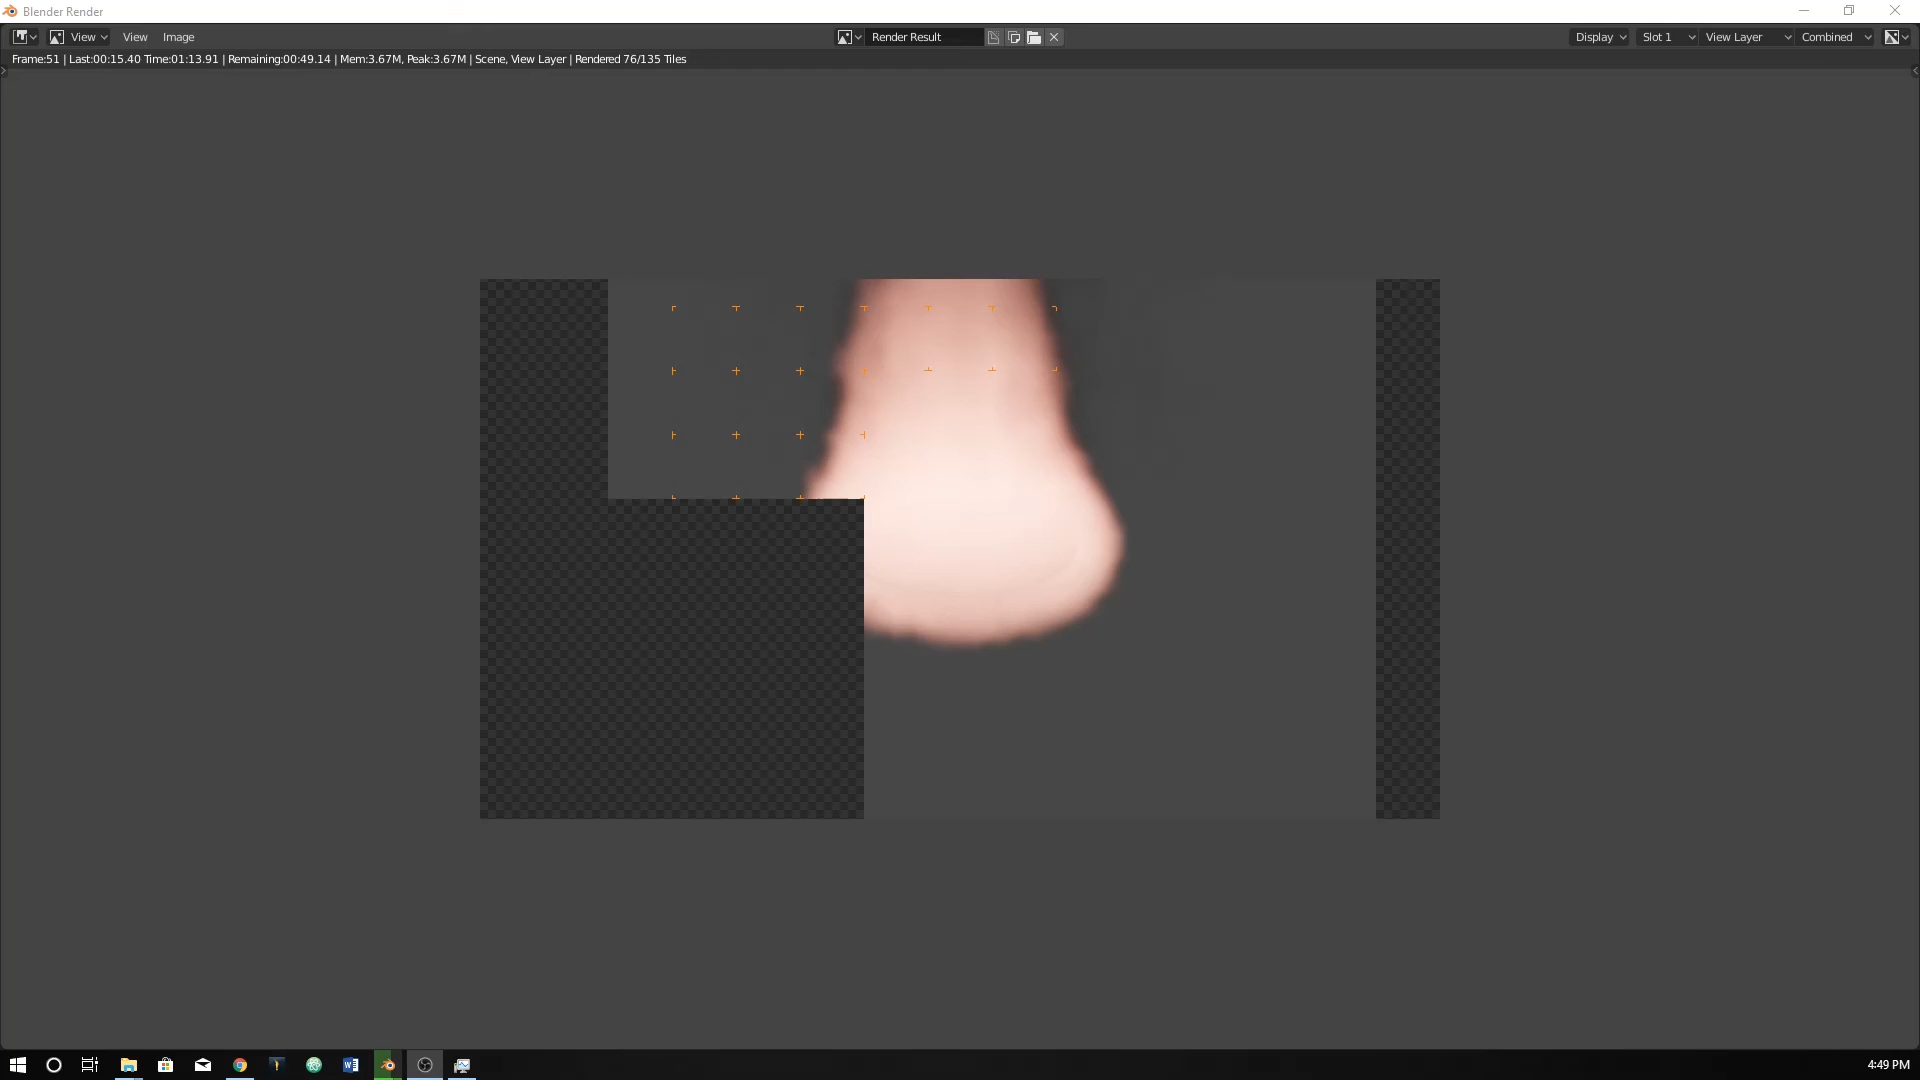 Blender Render
View View Image Render Result Display Slot 1 View Layer Combined
Frame:51 | Last:00:15.40 Time:01:13.91 | Remaining:00:49.14 | Mem:3.67M, Peak:3.67M | Scene, View Layer | Rendered 76/135 Tiles
4:49 PM